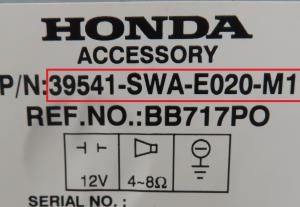 HONDA
ACCESSORY
P/N:39541-SWA-E020-M1
REF.NO.:BB717PO
12V 4~8Ω
SERIAL NO.: